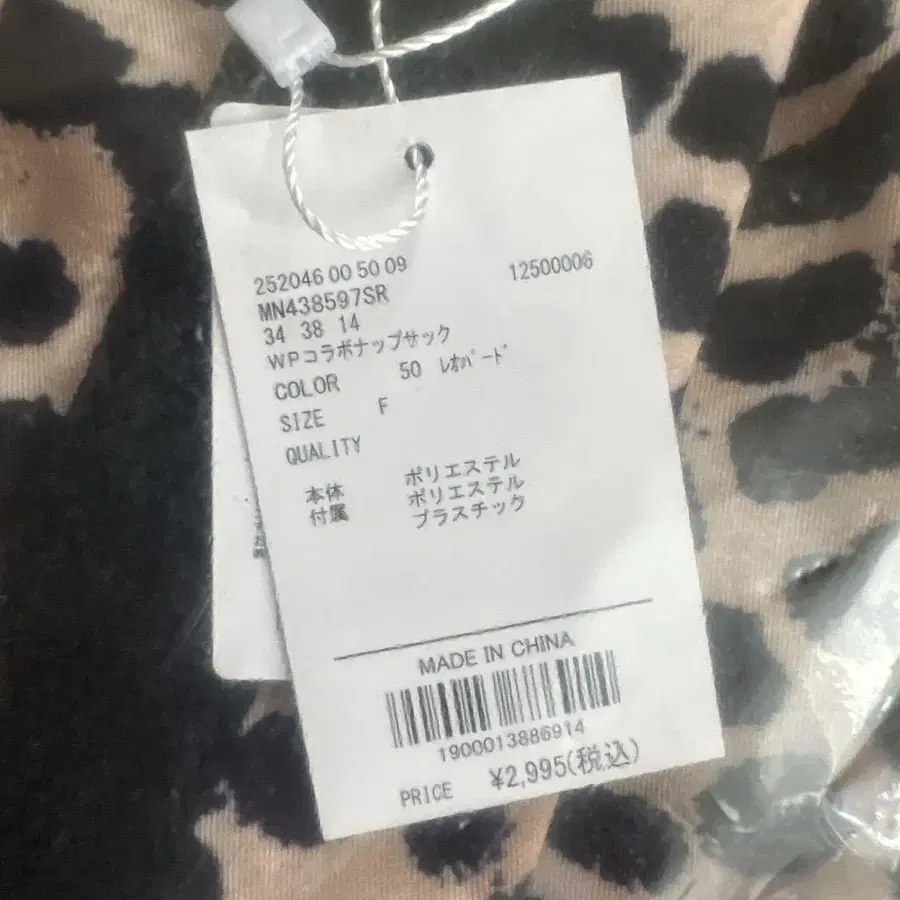 252046 00 50 09
12500006
MN438597SR
34 38 14
WPコラボナップサック
COLOR 50 ﾚｵﾊﾟｰﾄﾞ
SIZE F
QUALITY
本体 ポリエステル
付属 ポリエステル
プラスチック
MADE IN CHINA
1900013886914
PRICE ¥2,995(税込)